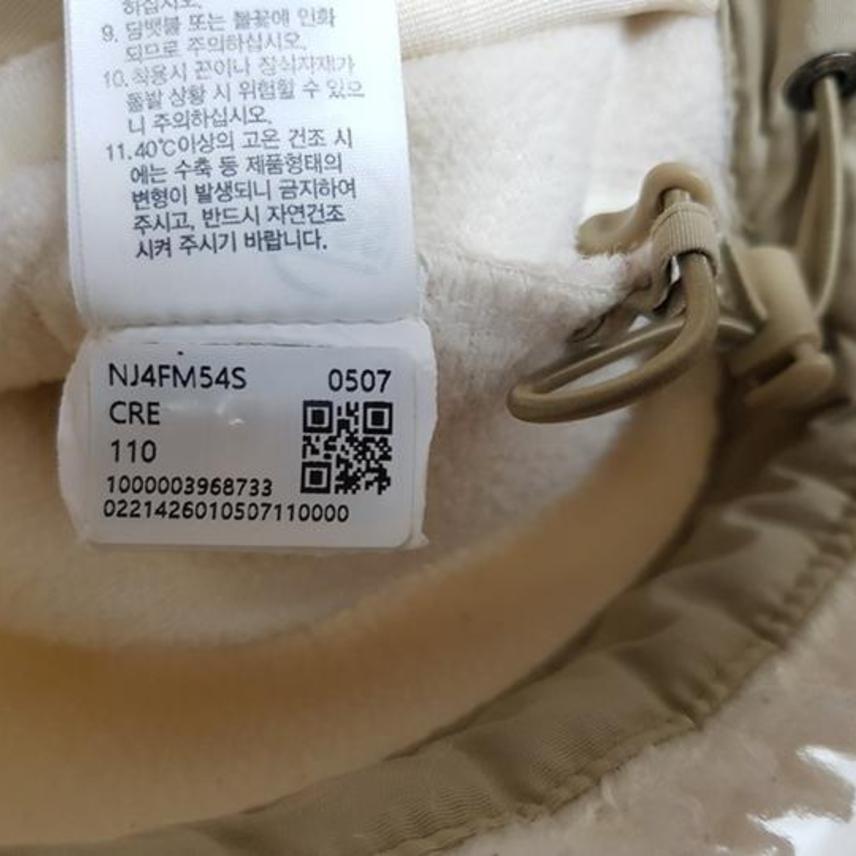 하십시오.
9. 담뱃불 또는 불꽃에 인화
되므로 주의하십시오.
10. 착용시 끈이나 장식자재가
돌발 상황 시 위험할 수 있으
니 주의하십시오.
11. 40℃이상의 고온 건조 시
에는 수축 등 제품형태의
변형이 발생되니 금지하여
주시고, 반드시 자연건조
시켜 주시기 바랍니다.
NJ4FM54S 0507
CRE
110
1000003968733
0221426010507110000